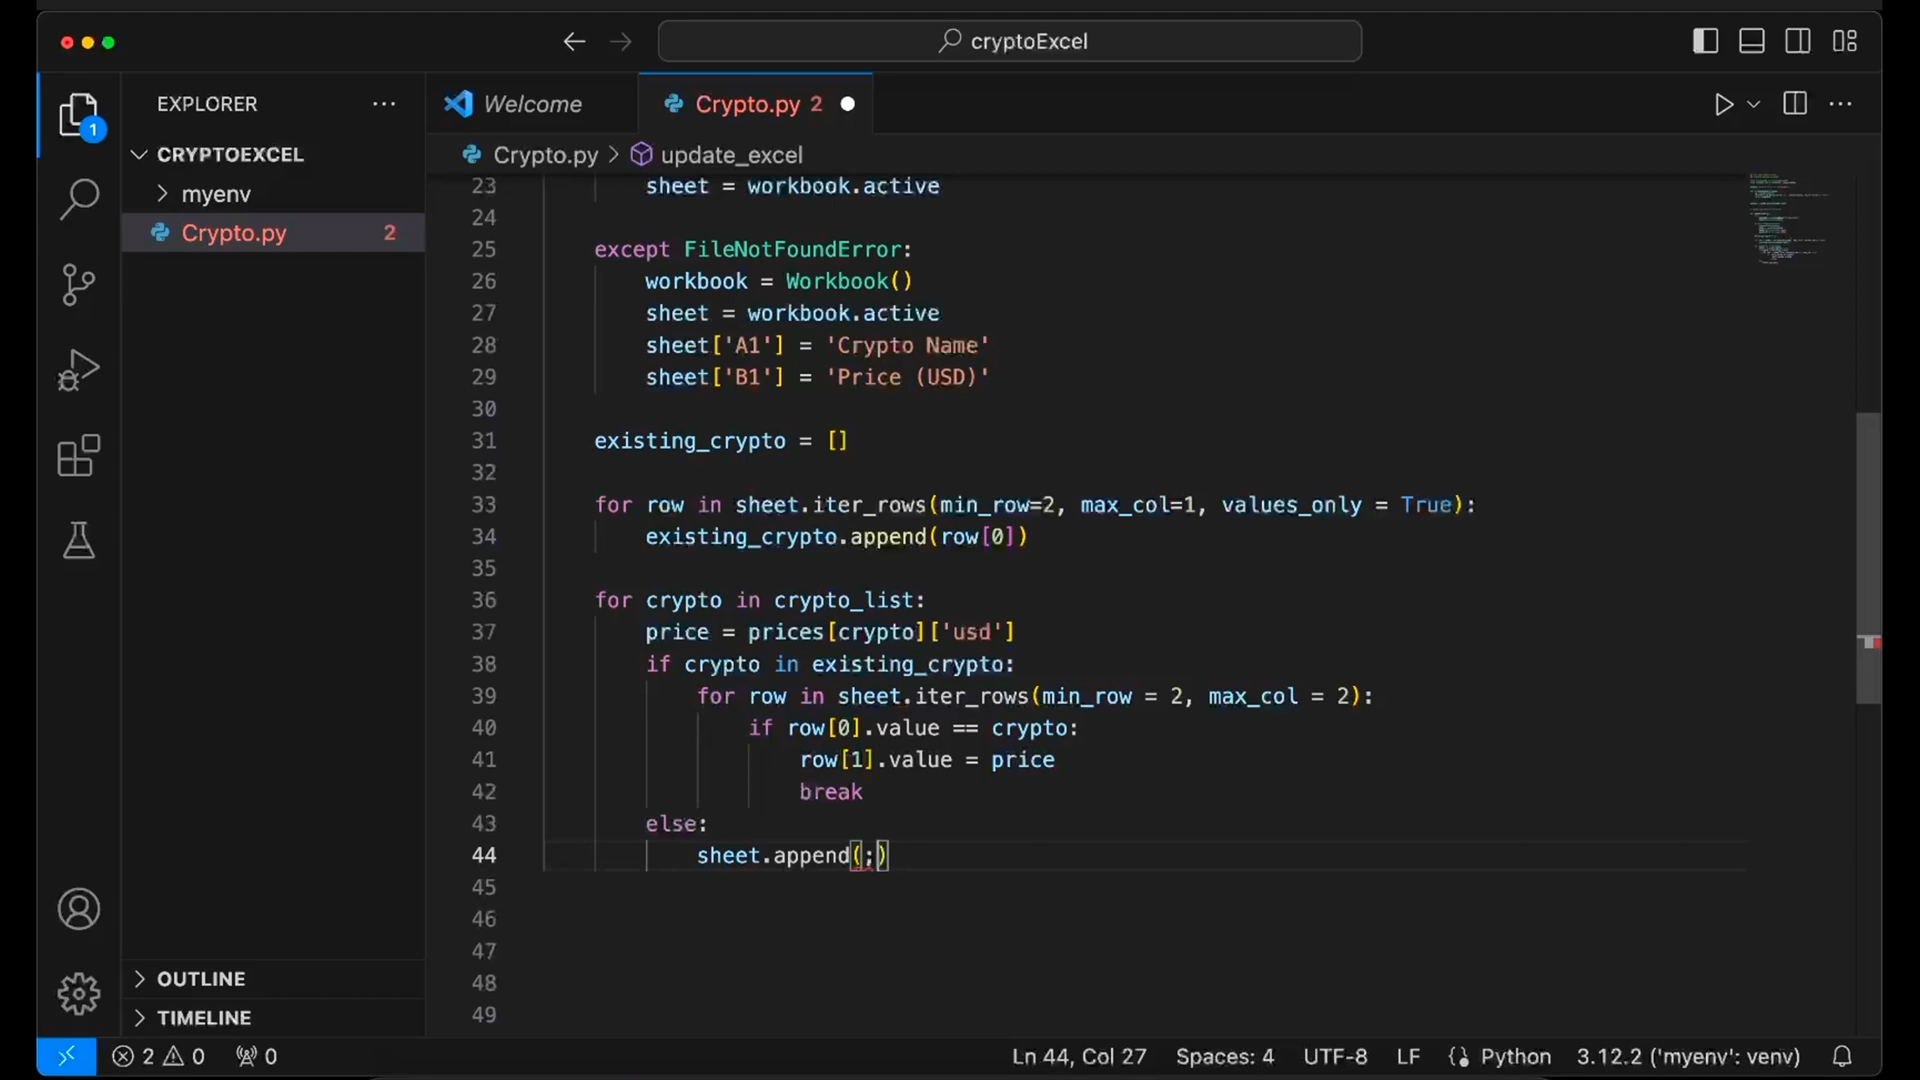 cryptoExcel
EXPLORER
CRYPTOEXCEL
myenv
Crypto.py 2
OUTLINE
TIMELINE
1
Welcome
Crypto.py 2
Crypto.py > update_excel
23 sheet = workbook.active
24
25 except FileNotFoundError:
26 workbook = Workbook()
27 sheet = workbook.active
28 sheet['A1'] = 'Crypto Name'
29 sheet['B1'] = 'Price (USD)'
30
31 existing_crypto = []
32
33 for row in sheet.iter_rows(min_row=2, max_col=1, values_only = True):
34 existing_crypto.append(row[0])
35
36 for crypto in crypto_list:
37 price = prices[crypto]['usd']
38 if crypto in existing_crypto:
39 for row in sheet.iter_rows(min_row = 2, max_col = 2):
40 if row[0].value == crypto:
41 row[1].value = price
42 break
43 else:
44 sheet.append(;)
45
46
47
48
49
2 0 0 Ln 44, Col 27 Spaces: 4 UTF-8 LF Python 3.12.2 ('myenv': venv)